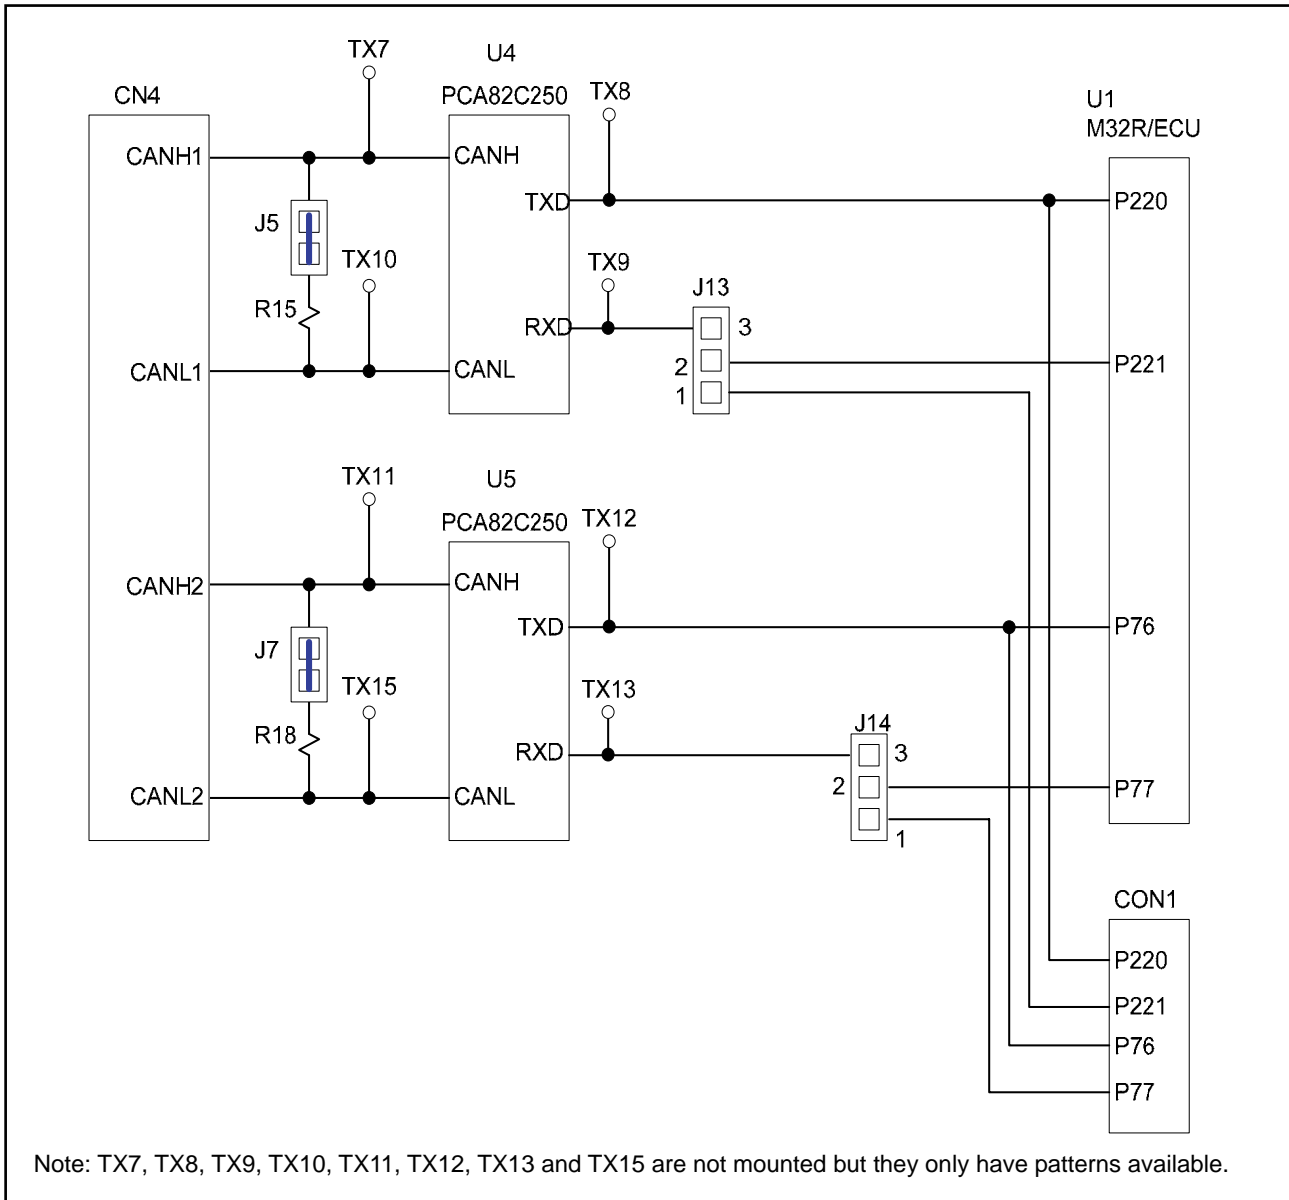 TX7
U4
CN4
PCA82C250
TX8
U1
M32R/ECU
CANH1
CANH
TXD
P220
J5
TX10
TX9
J13
R15
RXD
3
2
P221
CANL1
CANL
1
TX11
U5
PCA82C250
TX12
CANH2
CANH
TXD
P76
J7
TX15
TX13
R18
J14
RXD
3
2
P77
CANL2
CANL
1
CON1
P220
P221
P76
P77
Note: TX7, TX8, TX9, TX10, TX11, TX12, TX13 and TX15 are not mounted but they only have patterns available.